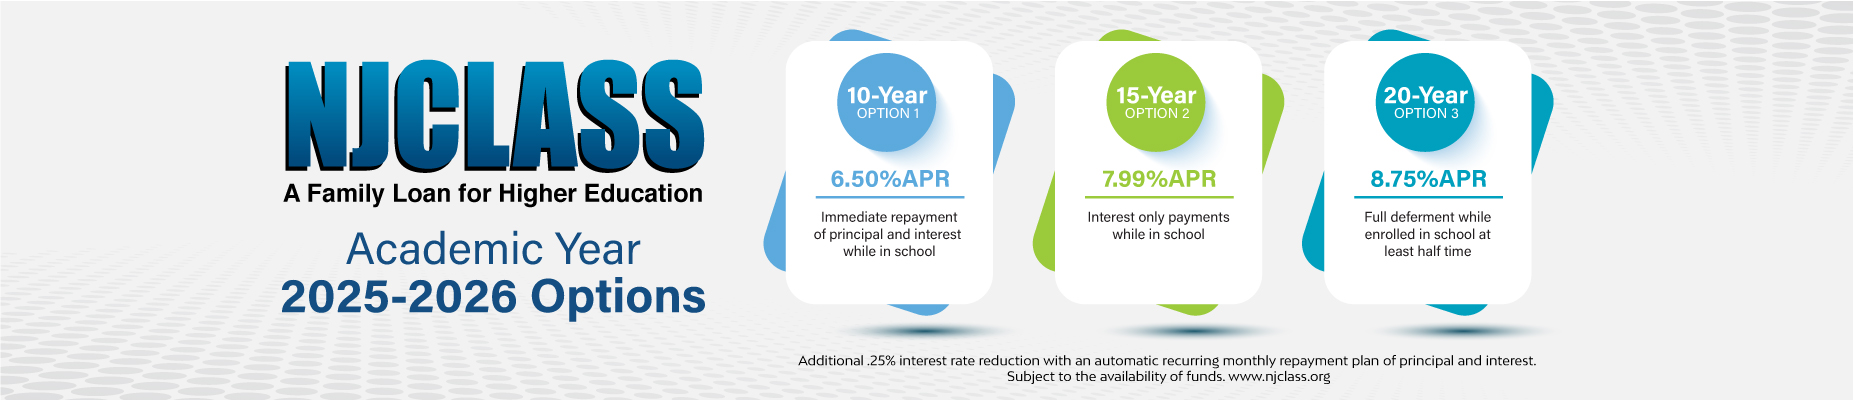 NJCLASS
A Family Loan for Higher Education
Academic Year
2025-2026 Options
10-Year
OPTION 1
6.50%APR
Immediate repayment
of principal and interest
while in school
15-Year
OPTION 2
7.99%APR
Interest only payments
while in school
20-Year
OPTION 3
8.75%APR
Full deferment while
enrolled in school at
least half time
Additional .25% interest rate reduction with an automatic recurring monthly repayment plan of principal and interest.
Subject to the availability of funds. www.njclass.org